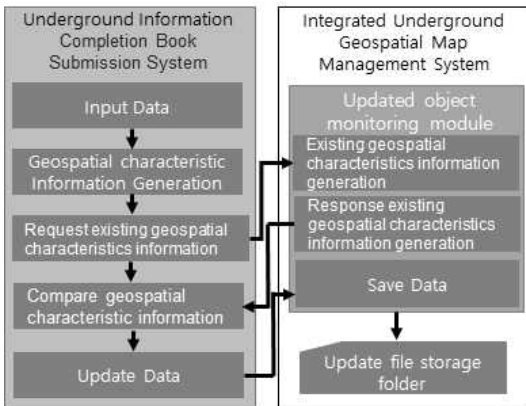 Underground Information
Completion Book
Submission System
Input Data
Geospatial characteristic
Information Generation
Request existing geospatial
characteristics information
Compare geospatial
characteristic information
Update Data
Integrated Underground
Geospatial Map
Management System
Updated object
monitoring module
Existing geospatial
characteristics information
generation
Response existing
geospatial characteristics
information generation
Save Data
Update file storage
folder